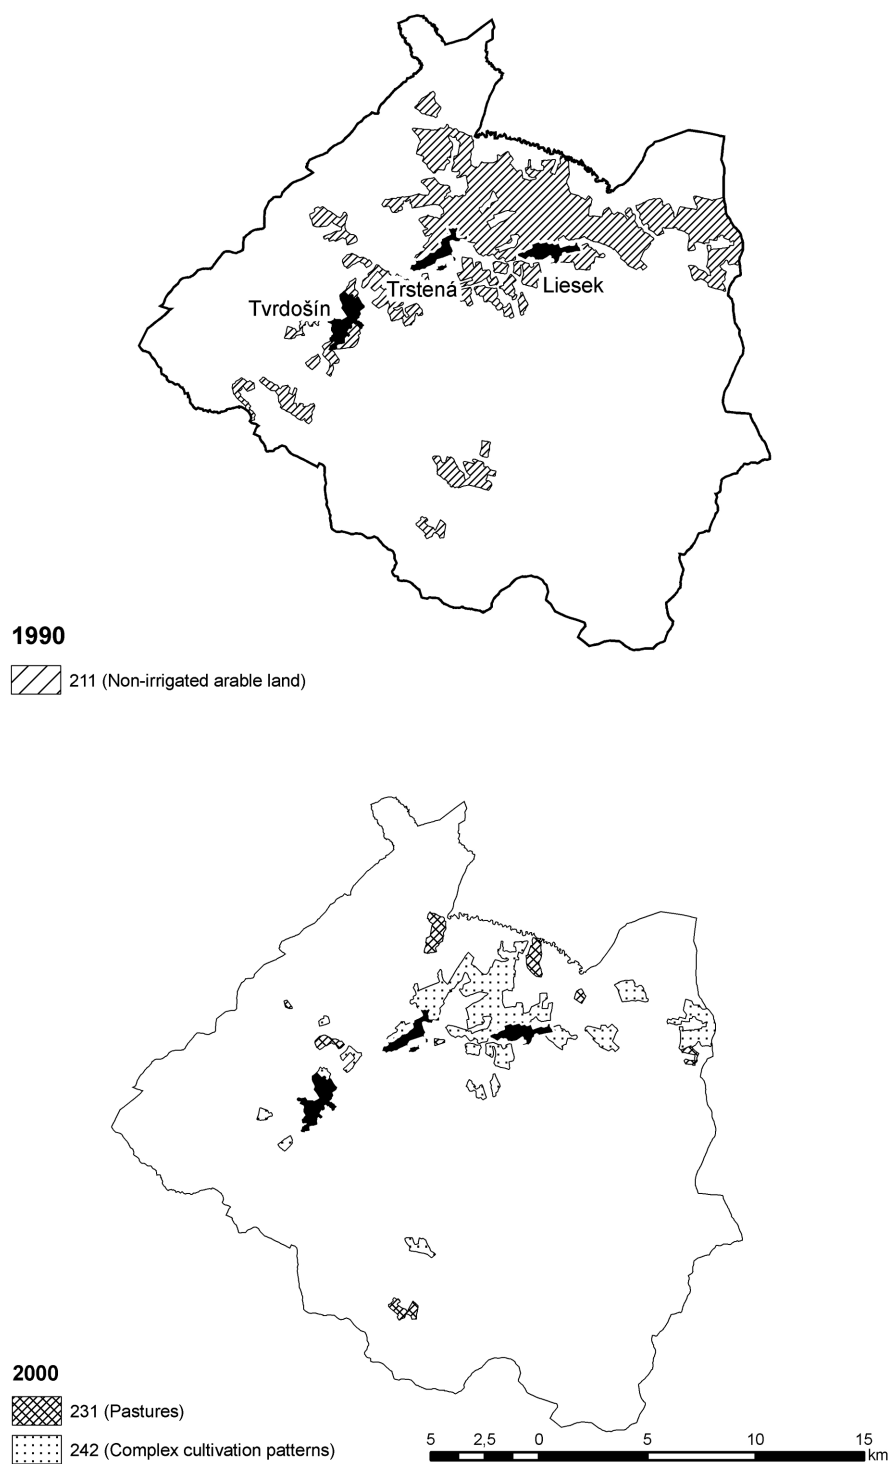 Trstená
Liesek
Tvrdošín
1990
211 (Non-irrigated arable land)
2000
231 (Pastures)
242 (Complex cultivation patterns)
5 2,5 0 5 10 15
km